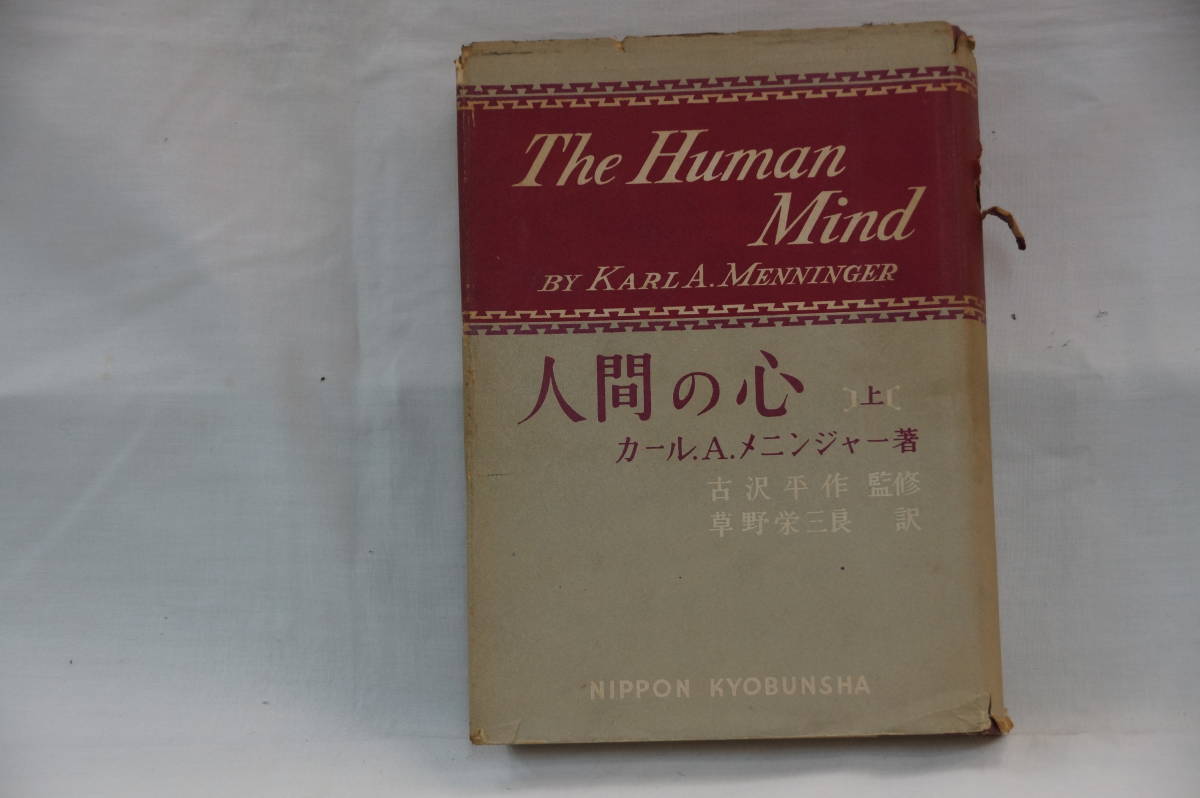 The Human
Mind
BY KARL A. MENNINGER
人間の心 〕上〔
カール.A.メニンジャー著
古沢平作 監修
草野栄三良 訳
NIPPON KYOBUNSHA